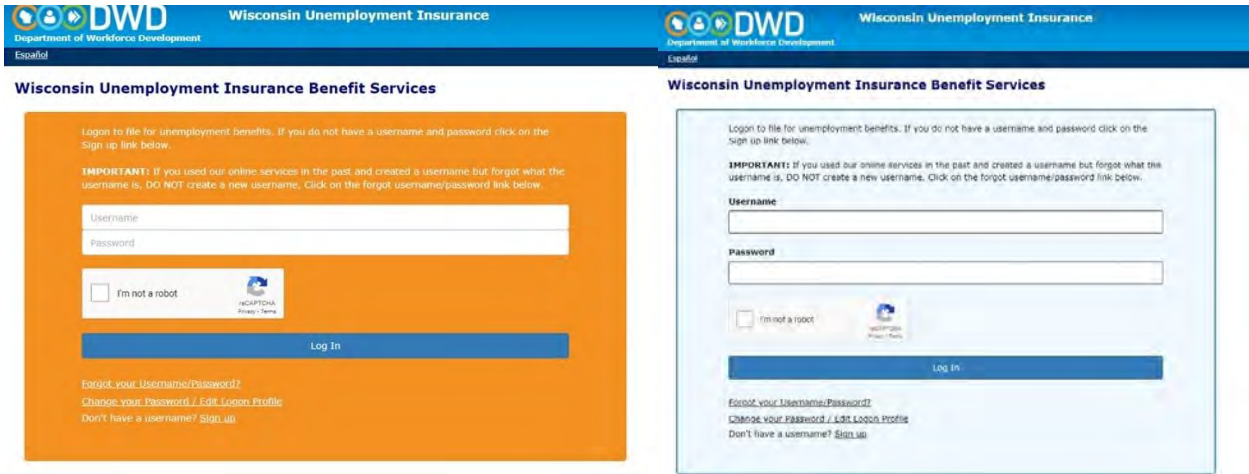 DWD
Wisconsin Unemployment Insurance
Department of Workforce Development
Español
Wisconsin Unemployment Insurance Benefit Services
Logon to file for unemployment benefits. If you do not have a username and password click on the
Sign up link below.
IMPORTANT: If you used our online services in the past and created a username but forgot what the
username is, DO NOT create a new username. Click on the forgot username/password link below.
Username
Password
I'm not a robot
reCAPTCHA
Privacy - Terms
Log In
Forgot your Username/Password?
Change your Password / Edit Logon Profile
Don't have a username? Sign up
DWD
Wisconsin Unemployment Insurance
Department of Workforce Development
Español
Wisconsin Unemployment Insurance Benefit Services
Logon to file for unemployment benefits. If you do not have a username and password click on the
Sign up link below.
IMPORTANT: If you used our online services in the past and created a username but forgot what the
username is, DO NOT create a new username. Click on the forgot username/password link below.
Username
Password
I'm not a robot
reCAPTCHA
Privacy - Terms
Log In
Forgot your Username/Password?
Change your Password / Edit Logon Profile
Don't have a username? Sign up